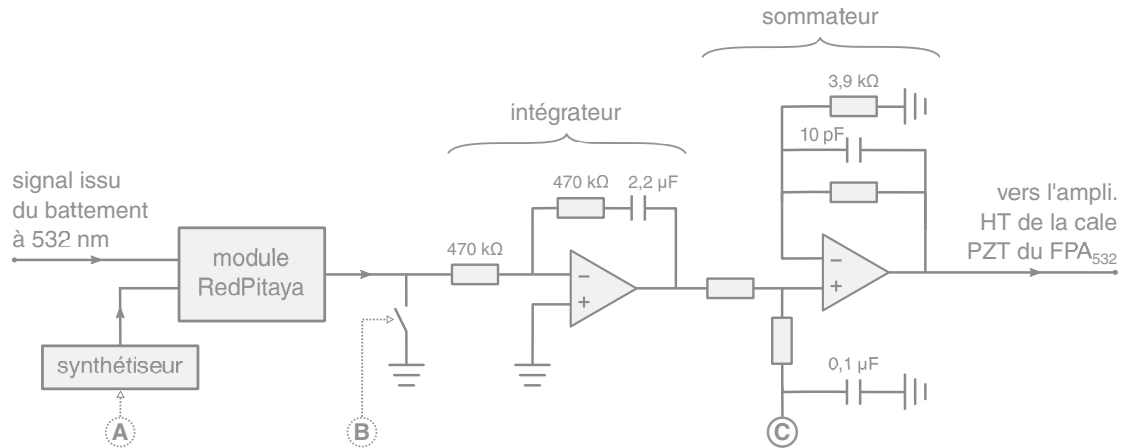 sommateur
3,9 kΩ
intégrateur
10 pF
470 kΩ
2,2 µF
signal issu
du battement
à 532 nm
vers l'ampli.
HT de la cale
PZT du FPA532
module
RedPitaya
470 kΩ
−
+
−
+
synthétiseur
0,1 µF
A
B
C